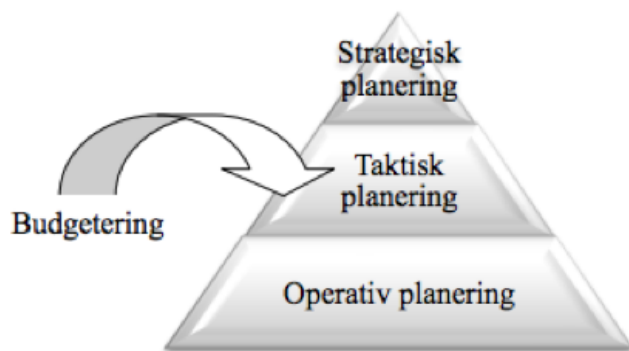 Strategisk
planering
Taktisk
planering
Budgetering
Operativ planering